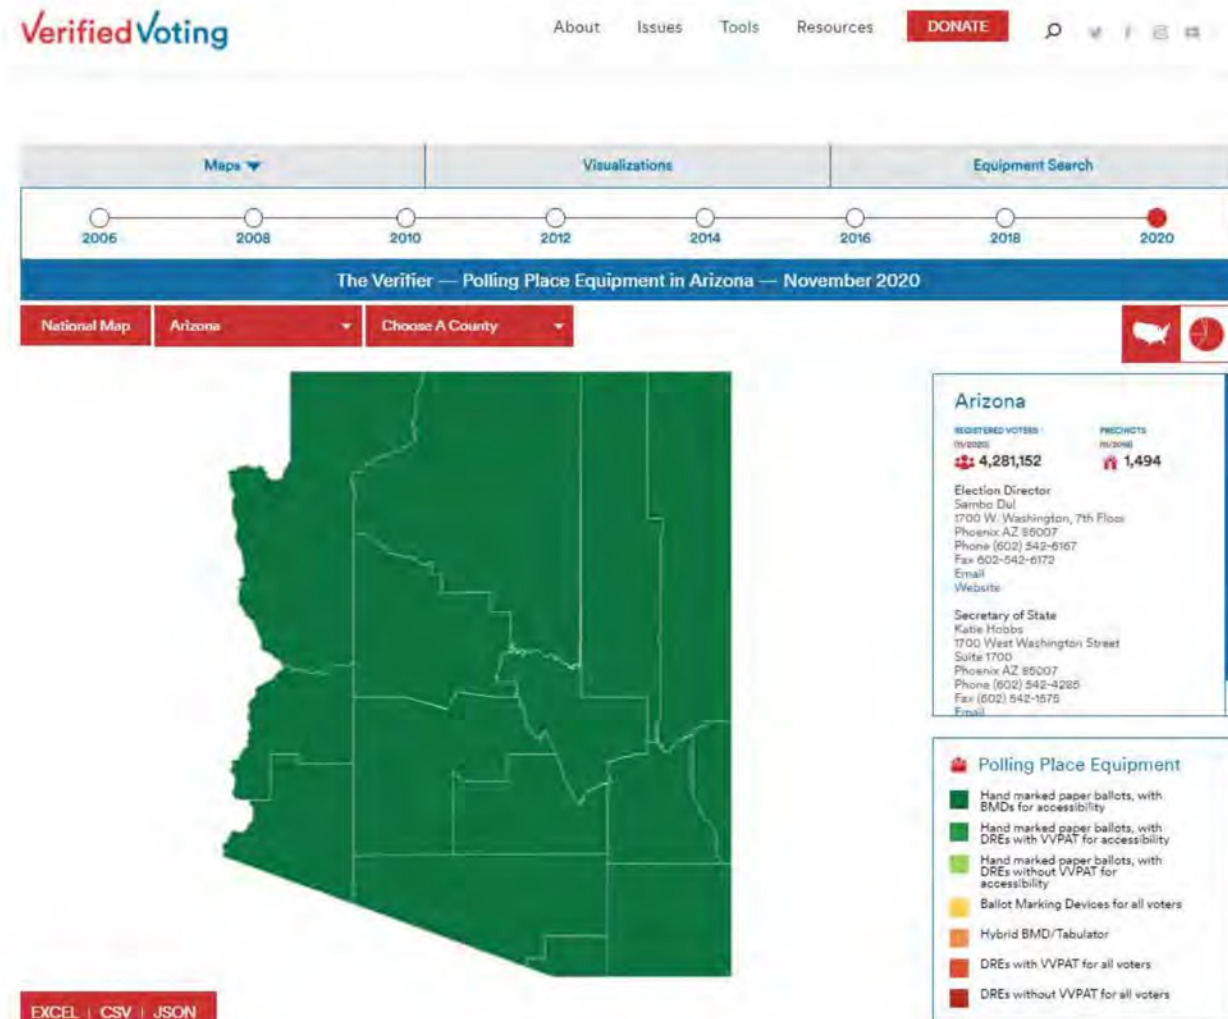 Verified Voting
About Issues Tools Resources DONATE
Maps Visualizations Equipment Search
2006 2008 2010 2012 2014 2016 2018 2020
The Verifier — Polling Place Equipment in Arizona — November 2020
National Map Arizona Choose A County
Arizona
REGISTERED VOTERS PRECINCTS
(11/2020) (11/2016)
4,281,152 1,494
Election Director
Sambo Dul
1700 W. Washington, 7th Floor
Phoenix AZ 85007
Phone (602) 542-6167
Fax 602-542-6172
Email
Website
Secretary of State
Katie Hobbs
1700 West Washington Street
Suite 1700
Phoenix AZ 85007
Phone (602) 542-4285
Fax (602) 542-1575
Email
Polling Place Equipment
Hand marked paper ballots, with
BMDs for accessibility
Hand marked paper ballots, with
DREs with VVPAT for accessibility
Hand marked paper ballots, with
DREs without VVPAT for
accessibility
Ballot Marking Devices for all voters
Hybrid BMD/Tabulator
DREs with VVPAT for all voters
DREs without VVPAT for all voters
EXCEL | CSV | JSON